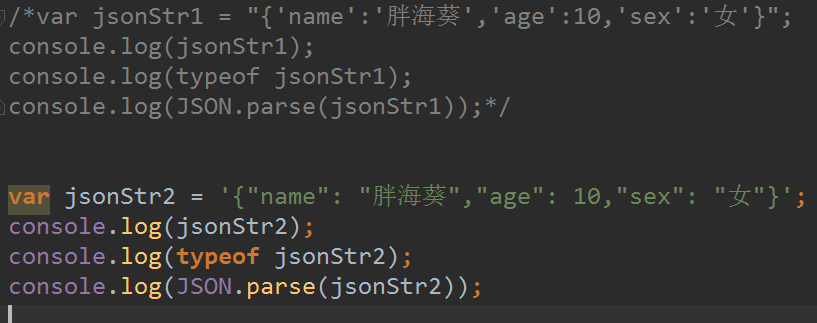 /*var jsonStr1 = "{'name':'胖海葵','age':10,'sex':'女'}";
console.log(jsonStr1);
console.log(typeof jsonStr1);
console.log(JSON.parse(jsonStr1));*/
var jsonStr2 = '{"name": "胖海葵","age": 10,"sex": "女"}';
console.log(jsonStr2);
console.log(typeof jsonStr2);
console.log(JSON.parse(jsonStr2));